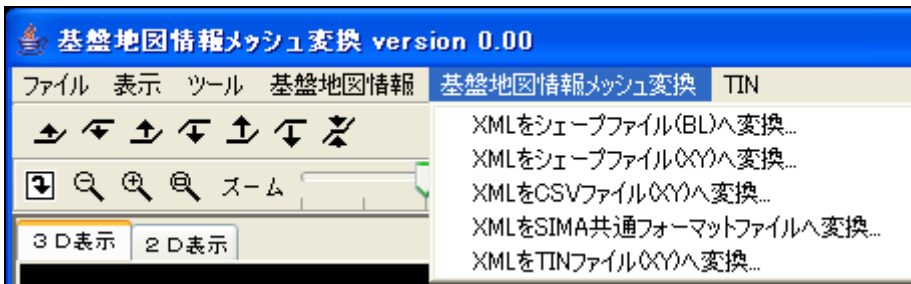 基盤地図情報メッシュ変換 version 0.00
ファイル 表示 ツール 基盤地図情報 基盤地図情報メッシュ変換 TIN
XMLをシェープファイル(BL)へ変換...
XMLをシェープファイル(XY)へ変換...
XMLをCSVファイル(XY)へ変換...
XMLをSIMA共通フォーマットファイルへ変換...
XMLをTINファイル(XY)へ変換...
ズーム
3D表示 2D表示